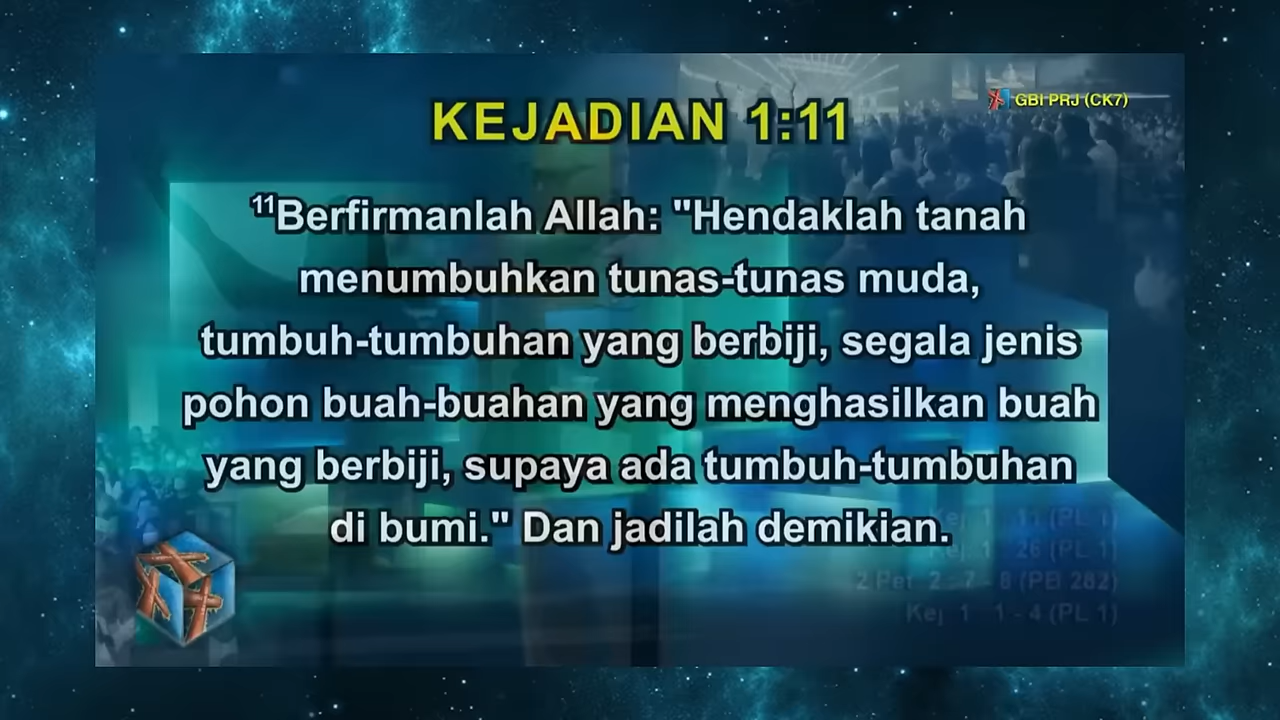 GBI PRJ (CK7)
KEJADIAN 1:11
11Berfirmanlah Allah: "Hendaklah tanah
menumbuhkan tunas-tunas muda,
tumbuh-tumbuhan yang berbiji, segala jenis
pohon buah-buahan yang menghasilkan buah
yang berbiji, supaya ada tumbuh-tumbuhan
di bumi." Dan jadilah demikian.
Kej 1 : 11 (PL 1)
Kej 1 : 26 (PL 1)
2 Pet 2 : 7 - 8 (PB 282)
Kej 1 : 1 - 4 (PL 1)